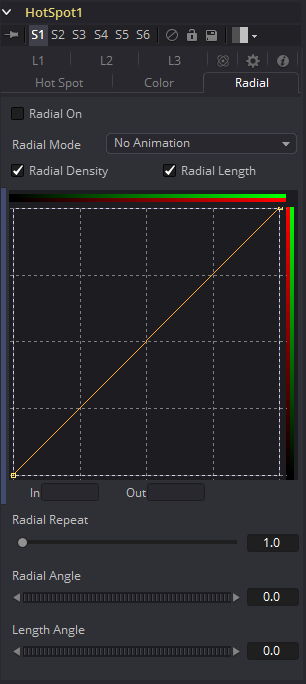 HotSpot1
S1 S2 S3 S4 S5 S6
L1 L2 L3
Hot Spot Color Radial
Radial On
Radial Mode No Animation
Radial Density Radial Length
In Out
Radial Repeat
1.0
Radial Angle
0.0
Length Angle
0.0